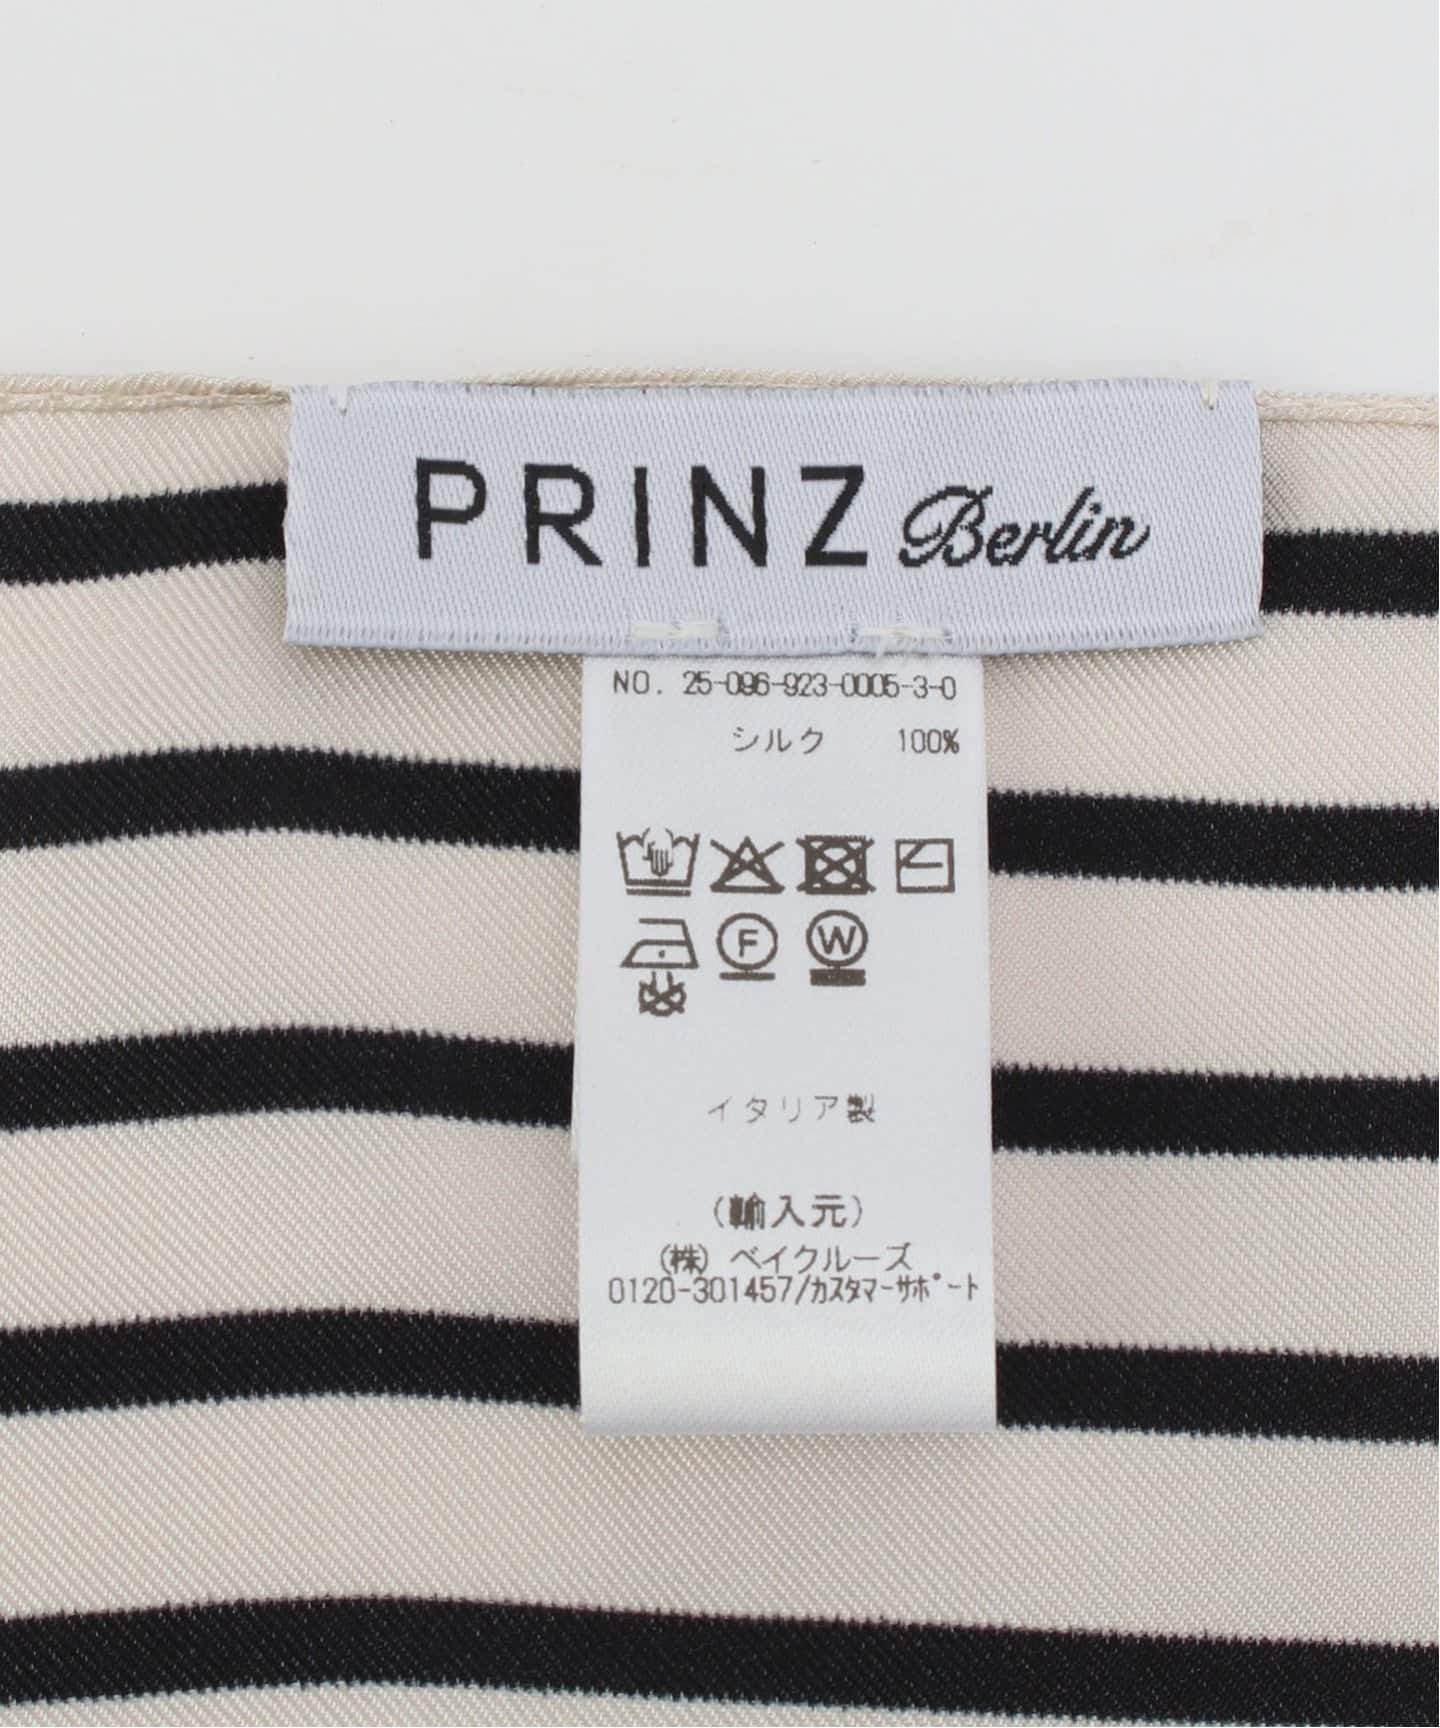 PRINZ Berlin
NO. 25-096-923-0005-3-0
シルク 100%
F W
イタリア製
(輸入元)
(株) ベイクルーズ
0120-301457/ｶｽﾀﾏｰｻﾎﾟｰﾄ